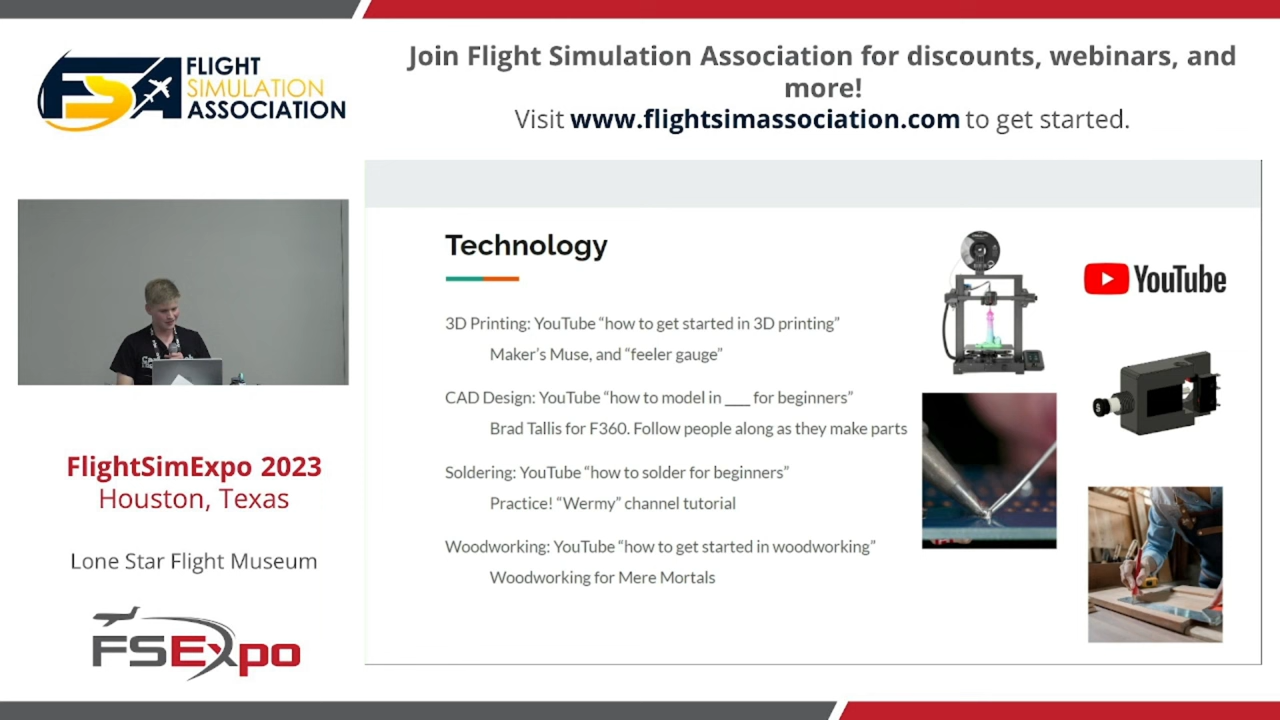 FLIGHT
SIMULATION
ASSOCIATION
Join Flight Simulation Association for discounts, webinars, and
more!
Visit www.flightsimassociation.com to get started.
Technology
YouTube
3D Printing: YouTube “how to get started in 3D printing”
Maker’s Muse, and “feeler gauge”
CAD Design: YouTube “how to model in ___ for beginners”
Brad Tallis for F360. Follow people along as they make parts
Soldering: YouTube “how to solder for beginners”
Practice! “Wermy” channel tutorial
Woodworking: YouTube “how to get started in woodworking”
Woodworking for Mere Mortals
FlightSimExpo 2023
Houston, Texas
Lone Star Flight Museum
FSExpo